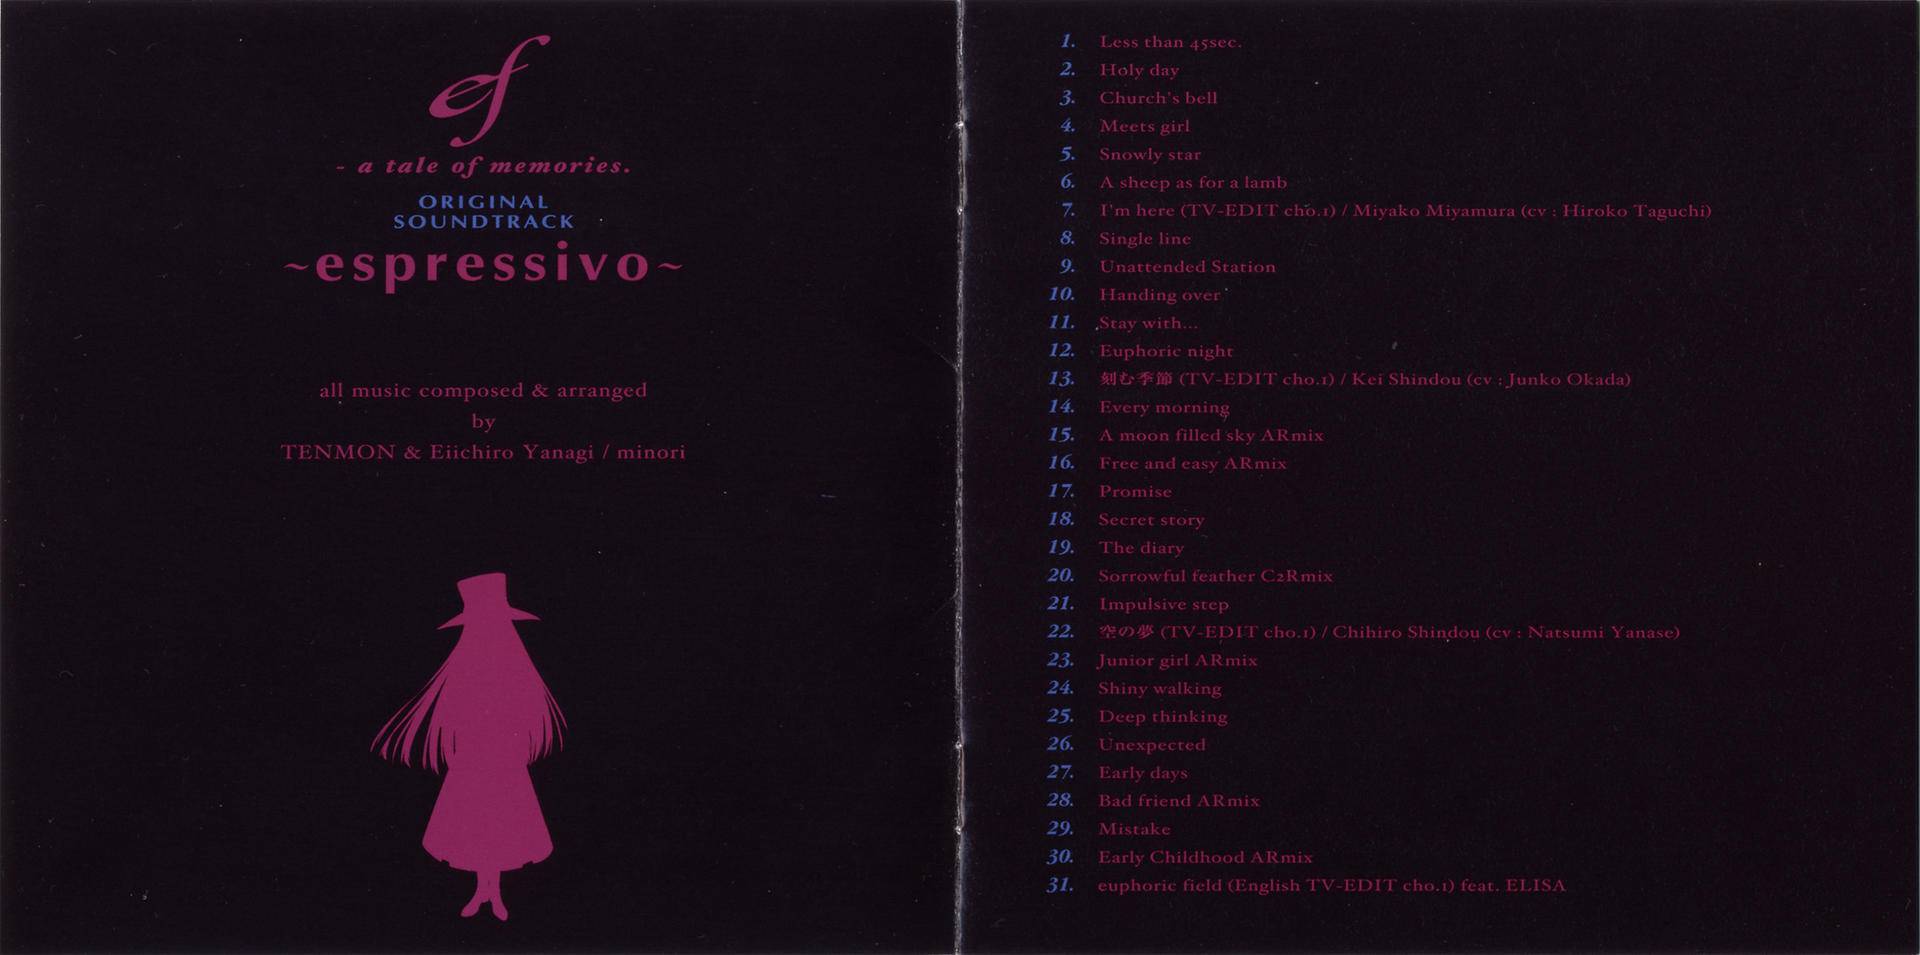 ef
- a tale of memories.
ORIGINAL
SOUNDTRACK
~espressivo~
all music composed & arranged
by
TENMON & Eiichiro Yanagi / minori
1. Less than 45sec.
2. Holy day
3. Church's bell
4. Meets girl
5. Snowly star
6. A sheep as for a lamb
7. I'm here (TV-EDIT cho.1) / Miyako Miyamura (cv : Hiroko Taguchi)
8. Single line
9. Unattended Station
10. Handing over
11. Stay with...
12. Euphoric night
13. 刻む季節 (TV-EDIT cho.1) / Kei Shindou (cv : Junko Okada)
14. Every morning
15. A moon filled sky ARmix
16. Free and easy ARmix
17. Promise
18. Secret story
19. The diary
20. Sorrowful feather C2Rmix
21. Impulsive step
22. 空の夢 (TV-EDIT cho.1) / Chihiro Shindou (cv : Natsumi Yanase)
23. Junior girl ARmix
24. Shiny walking
25. Deep thinking
26. Unexpected
27. Early days
28. Bad friend ARmix
29. Mistake
30. Early Childhood ARmix
31. euphoric field (English TV-EDIT cho.1) feat. ELISA